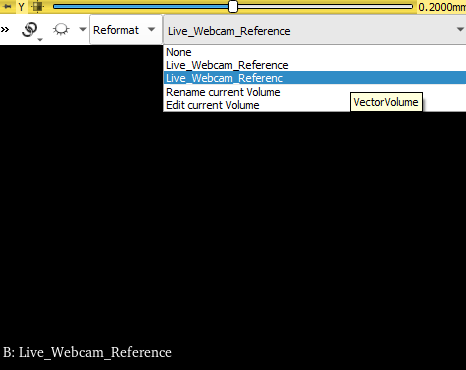 Y 0.2000mm
» Reformat Live_Webcam_Reference
None
Live_Webcam_Reference
Live_Webcam_Referenc
Rename current Volume
Edit current Volume
VectorVolume
B: Live_Webcam_Reference